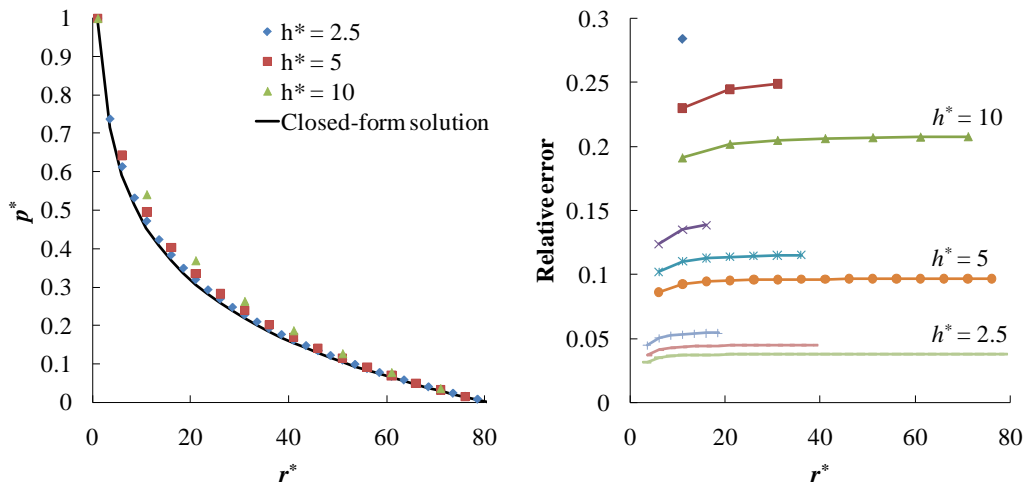 1
0.9
0.8
0.7
0.6
0.5
0.4
0.3
0.2
0.1
0
p*
h* = 2.5
h* = 5
h* = 10
Closed-form solution
0 20 40 60 80
r*
0.3
0.25
0.2
0.15
0.1
0.05
0
Relative error
h* = 10
h* = 5
h* = 2.5
0 20 40 60 80
r*